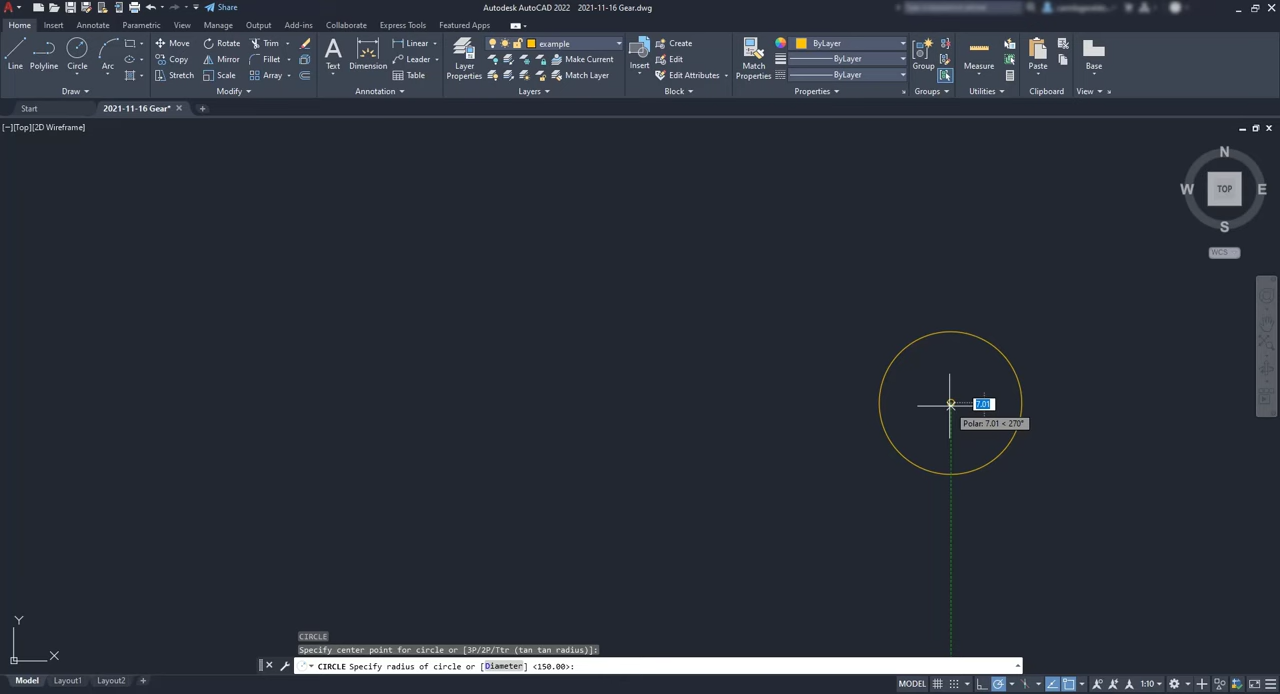 Share
Autodesk AutoCAD 2022 2021-11-16 Gear.dwg
Home Insert Annotate Parametric View Manage Output Add-ins Collaborate Express Tools Featured Apps
Line Polyline Circle Arc
Move Rotate Trim
Copy Mirror Fillet
Stretch Scale Array
Text Dimension
Linear
Leader
Table
Layer Properties
example
Make Current
Match Layer
Insert
Create
Edit
Edit Attributes
Match Properties
ByLayer
ByLayer
ByLayer
Group
Measure
Paste
Base
Draw Modify Annotation Layers Block Properties Groups Utilities Clipboard View
Start 2021-11-16 Gear*
[−][Top][2D Wireframe]
N
W TOP E
S
WCS
7.01
Polar: 7.01 < 270°
Y
X
CIRCLE
Specify center point for circle or [3P/2P/Ttr (tan tan radius)]:
CIRCLE Specify radius of circle or [Diameter] <150.00>:
Model Layout1 Layout2
MODEL 1:10